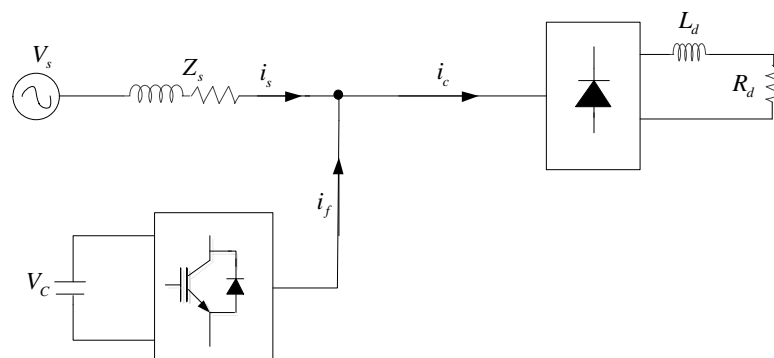 V_s
Z_s
i_s
i_c
L_d
R_d
i_f
V_C